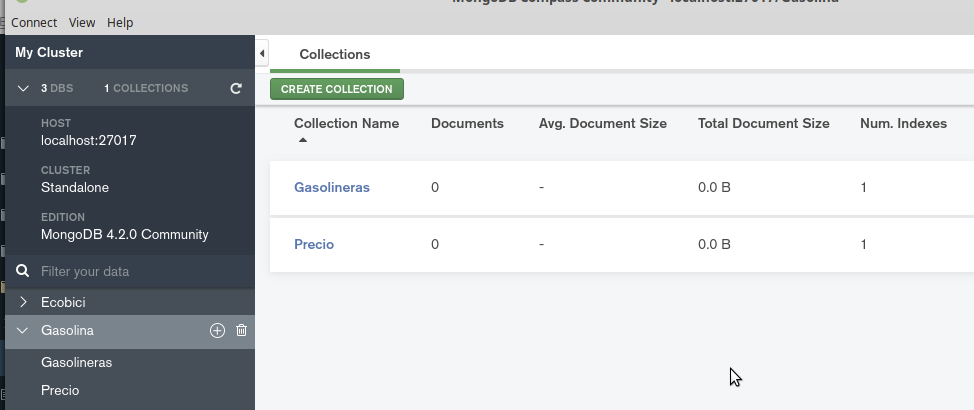 MongoDB Compass Community - localhost:27017/Gasolina
Connect View Help
My Cluster
3 DBS 1 COLLECTIONS
HOST
localhost:27017
CLUSTER
Standalone
EDITION
MongoDB 4.2.0 Community
Filter your data
Ecobici
Gasolina
Gasolineras
Precio
Collections
CREATE COLLECTION
Collection Name Documents Avg. Document Size Total Document Size Num. Indexes
Gasolineras 0 - 0.0 B 1
Precio 0 - 0.0 B 1